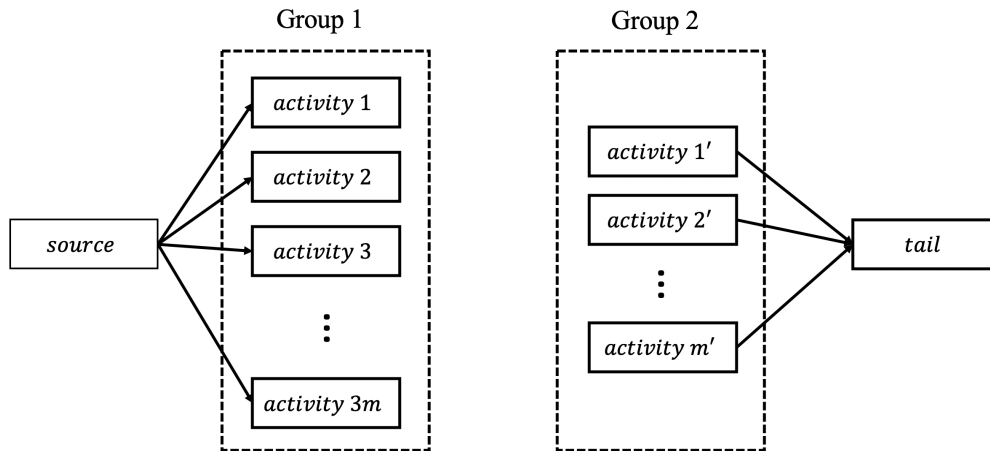 Group 1
Group 2
source
activity 1
activity 2
activity 3
⋮
activity 3m
activity 1′
activity 2′
⋮
activity m′
tail